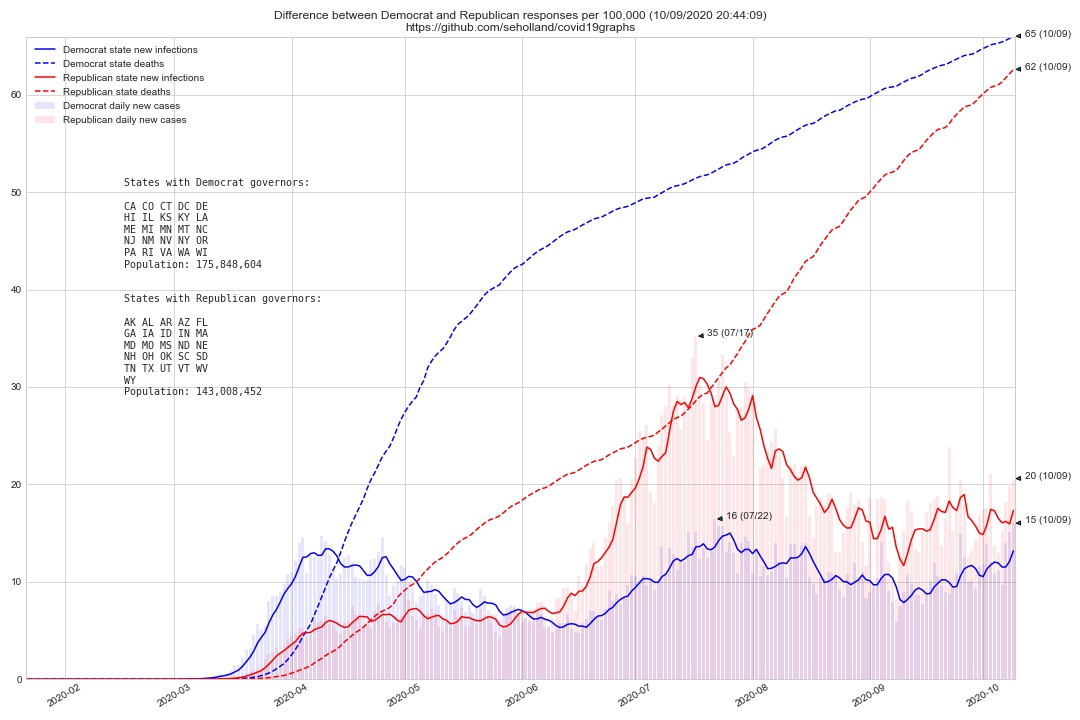 Difference between Democrat and Republican responses per 100,000 (10/09/2020 20:44:09)
https://github.com/seholland/covid19graphs
Democrat state new infections
Democrat state deaths
Republican state new infections
Republican state deaths
Democrat daily new cases
Republican daily new cases
States with Democrat governors:
CA CO CT DC DE
HI IL KS KY LA
ME MI MN MT NC
NJ NM NV NY OR
PA RI VA WA WI
Population: 175,848,604
States with Republican governors:
AK AL AR AZ FL
GA IA ID IN MA
MD MO MS ND NE
NH OH OK SC SD
TN TX UT VT WV
WY
Population: 143,008,452
65 (10/09)
62 (10/09)
35 (07/17)
16 (07/22)
20 (10/09)
15 (10/09)
60
50
40
30
20
10
0
2020-02
2020-03
2020-04
2020-05
2020-06
2020-07
2020-08
2020-09
2020-10